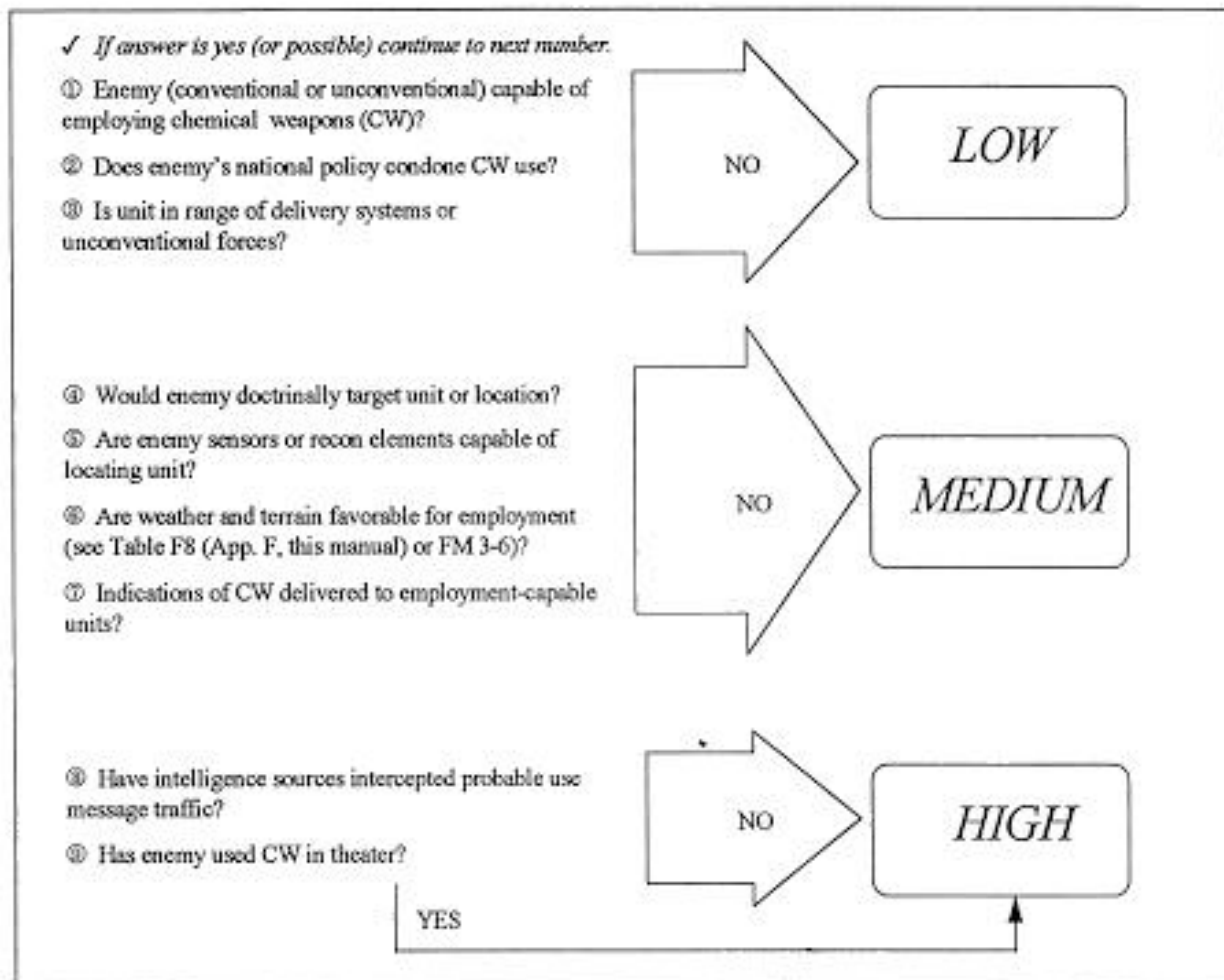 ✓ If answer is yes (or possible) continue to next number.
① Enemy (conventional or unconventional) capable of
employing chemical weapons (CW)?
② Does enemy's national policy condone CW use?
③ Is unit in range of delivery systems or
unconventional forces?
NO
LOW
④ Would enemy doctrinally target unit or location?
⑤ Are enemy sensors or recon elements capable of
locating unit?
⑥ Are weather and terrain favorable for employment
(see Table F8 (App. F, this manual) or FM 3-6)?
⑦ Indications of CW delivered to employment-capable
units?
NO
MEDIUM
⑧ Have intelligence sources intercepted probable use
message traffic?
⑨ Has enemy used CW in theater?
NO
HIGH
YES